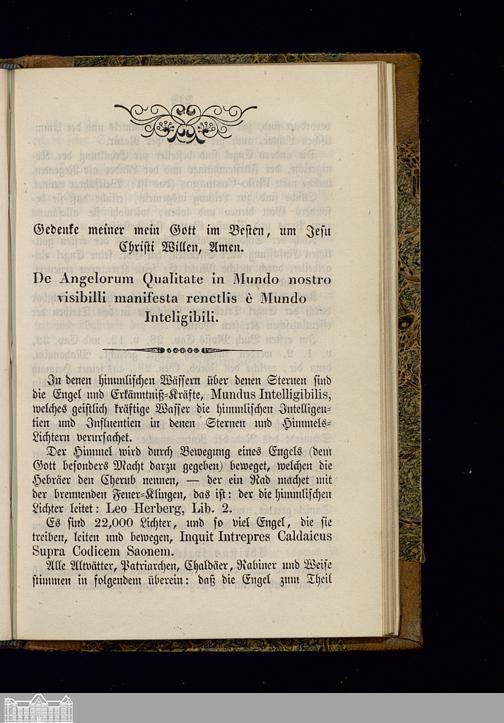 Gedenke meiner mein Gott im Besten, um Jesu
Christi Willen, Amen.
De Angelorum Qualitate in Mundo nostro
visibilli manifesta renctlis è Mundo
Inteligibili.
In denen himmlischen Wässern über denen Sternen sind
die Engel und Erkänntniß-Kräfte, Mundus Intelligibilis,
welches geistlich kräftige Wasser die himmlischen Intelligen-
tien und Influentien in denen Sternen und Himmels-
Lichtern verursachet.
Der Himmel wird durch Bewegung eines Engels (dem
Gott besonders Macht darzu gegeben) beweget, welchen die
Hebräer den Cherub nennen, — der ein Rad machet mit
der brennenden Feuer-Klingen, das ist: der die himmlischen
Lichter leitet: Leo Herberg, Lib. 2.
Es sind 22,000 Lichter, und so viel Engel, die sie
treiben, leiten und bewegen, Inquit Intrepres Caldaicus
Supra Codicem Saonem.
Alle Altvätter, Patriarchen, Chaldäer, Rabiner und Weise
stimmen in folgendem überein: daß die Engel zum Theil